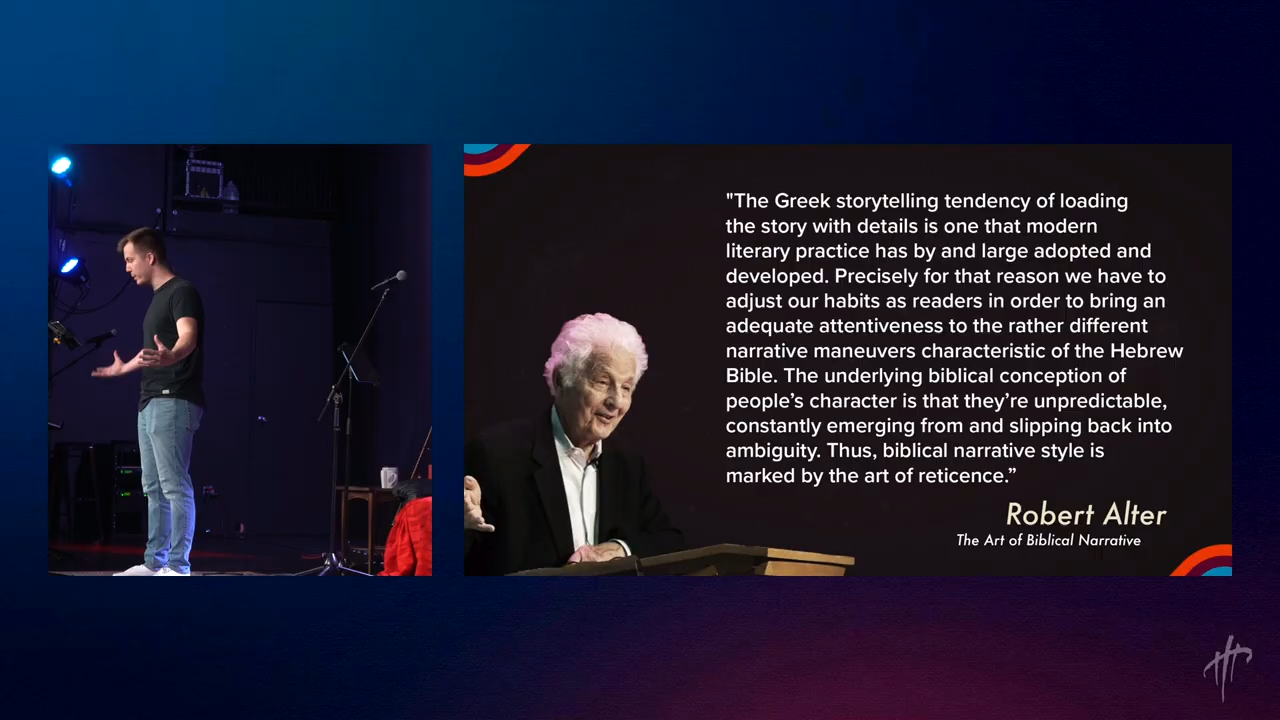 "The Greek storytelling tendency of loading
the story with details is one that modern
literary practice has by and large adopted and
developed. Precisely for that reason we have to
adjust our habits as readers in order to bring an
adequate attentiveness to the rather different
narrative maneuvers characteristic of the Hebrew
Bible. The underlying biblical conception of
people’s character is that they’re unpredictable,
constantly emerging from and slipping back into
ambiguity. Thus, biblical narrative style is
marked by the art of reticence.”
Robert Alter
The Art of Biblical Narrative